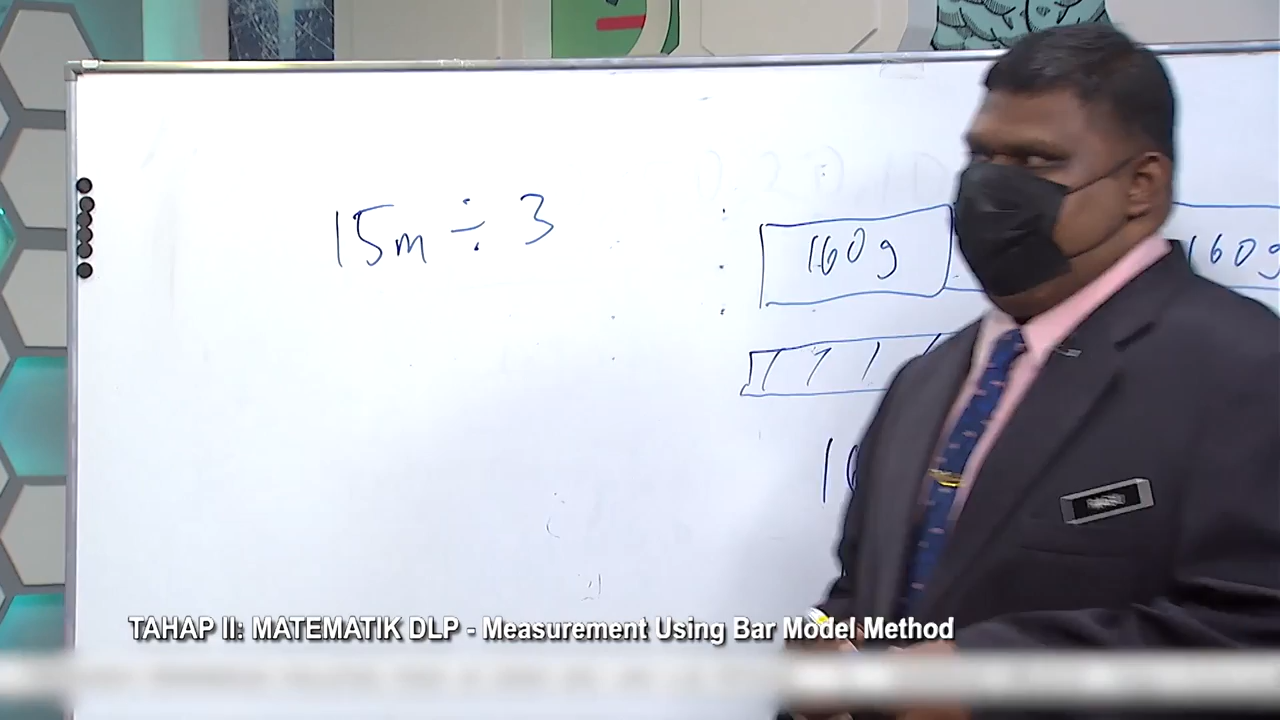 15m ÷ 3
160g
160g
TAHAP II: MATEMATIK DLP - Measurement Using Bar Model Method